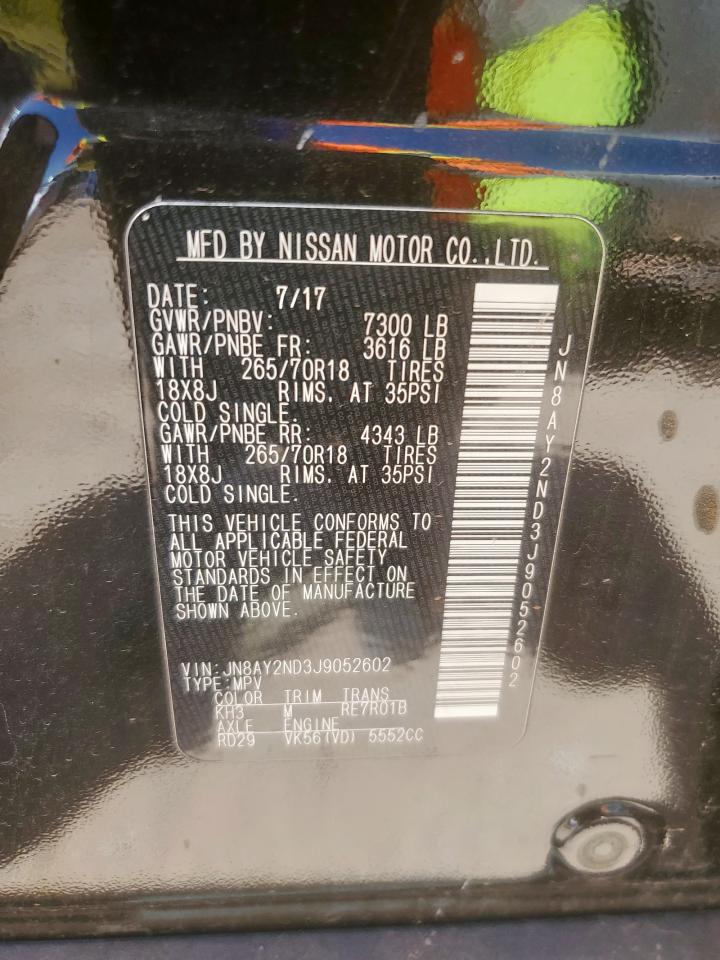 MFD BY NISSAN MOTOR CO.,LTD.
DATE: 7/17
GVWR/PNBV: 7300 LB
GAWR/PNBE FR: 3616 LB
WITH 265/70R18 TIRES
18X8J RIMS. AT 35PSI
COLD SINGLE.
GAWR/PNBE RR: 4343 LB
WITH 265/70R18 TIRES
18X8J RIMS. AT 35PSI
COLD SINGLE.
THIS VEHICLE CONFORMS TO
ALL APPLICABLE FEDERAL
MOTOR VEHICLE SAFETY
STANDARDS IN EFFECT ON
THE DATE OF MANUFACTURE
SHOWN ABOVE.
VIN:JN8AY2ND3J9052602
TYPE:MPV
COLOR TRIM TRANS
KH3 M RE7R01B
AXLE ENGINE
RD29 VK56(VD) 5552CC
JN8AY2ND3J9052602